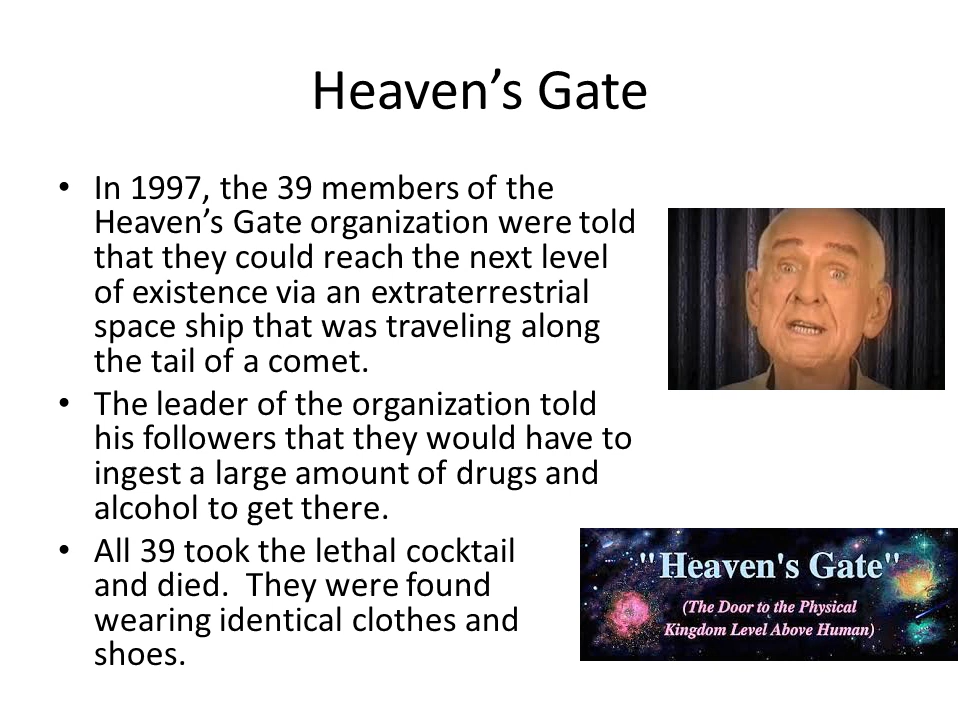 Heaven’s Gate
• In 1997, the 39 members of the
Heaven’s Gate organization were told
that they could reach the next level
of existence via an extraterrestrial
space ship that was traveling along
the tail of a comet.
• The leader of the organization told
his followers that they would have to
ingest a large amount of drugs and
alcohol to get there.
• All 39 took the lethal cocktail
and died.  They were found
wearing identical clothes and
shoes.
"Heaven's Gate"
(The Door to the Physical
Kingdom Level Above Human)